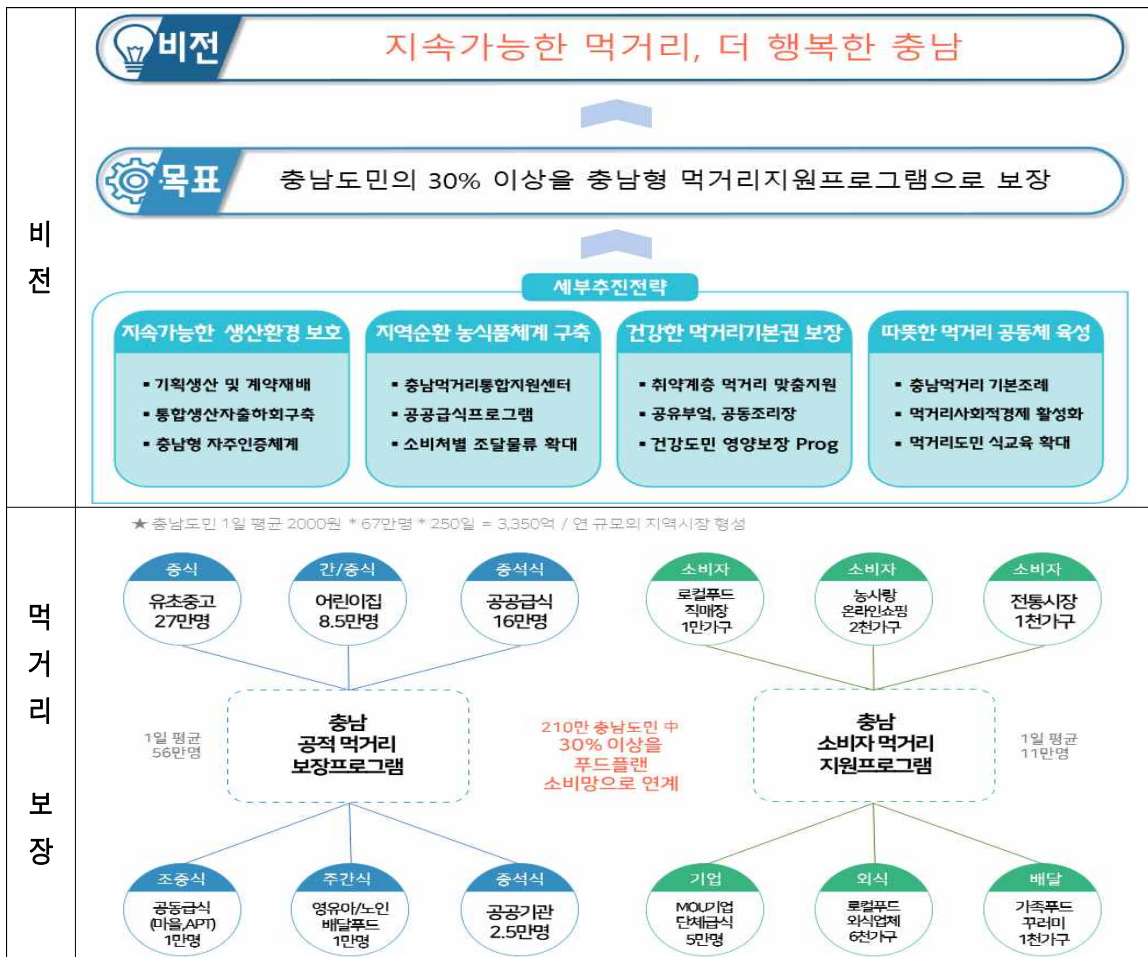 비전
비전
지속가능한 먹거리, 더 행복한 충남
목표
충남도민의 30% 이상을 충남형 먹거리지원프로그램으로 보장
세부추진전략
지속가능한 생산환경 보호
▪ 기획생산 및 계약재배
▪ 통합생산자출하회구축
▪ 충남형 자주인증체계
지역순환 농식품체계 구축
▪ 충남먹거리통합지원센터
▪ 공공급식프로그램
▪ 소비처별 조달물류 확대
건강한 먹거리기본권 보장
▪ 취약계층 먹거리 맞춤지원
▪ 공유부엌, 공동조리장
▪ 건강도민 영양보장 Prog
따뜻한 먹거리 공동체 육성
▪ 충남먹거리 기본조례
▪ 먹거리사회적경제 활성화
▪ 먹거리도민 식교육 확대
먹거리 보장
★ 충남도민 1일 평균 2000원 * 67만명 * 250일 = 3,350억 / 연 규모의 지역시장 형성
중식
유초중고
27만명
간/중식
어린이집
8.5만명
중석식
공공급식
16만명
소비자
로컬푸드
직매장
1만가구
소비자
농사랑
온라인쇼핑
2천가구
소비자
전통시장
1천가구
1일 평균
56만명
충남
공적 먹거리
보장프로그램
210만 충남도민 中
30% 이상을
푸드플랜
소비망으로 연계
충남
소비자 먹거리
지원프로그램
1일 평균
11만명
조중식
공동급식
(마을,APT)
1만명
주간식
영유아/노인
배달푸드
1만명
중석식
공공기관
2.5만명
기업
MOU기업
단체급식
5만명
외식
로컬푸드
외식업체
6천가구
배달
가족푸드
꾸러미
1천가구